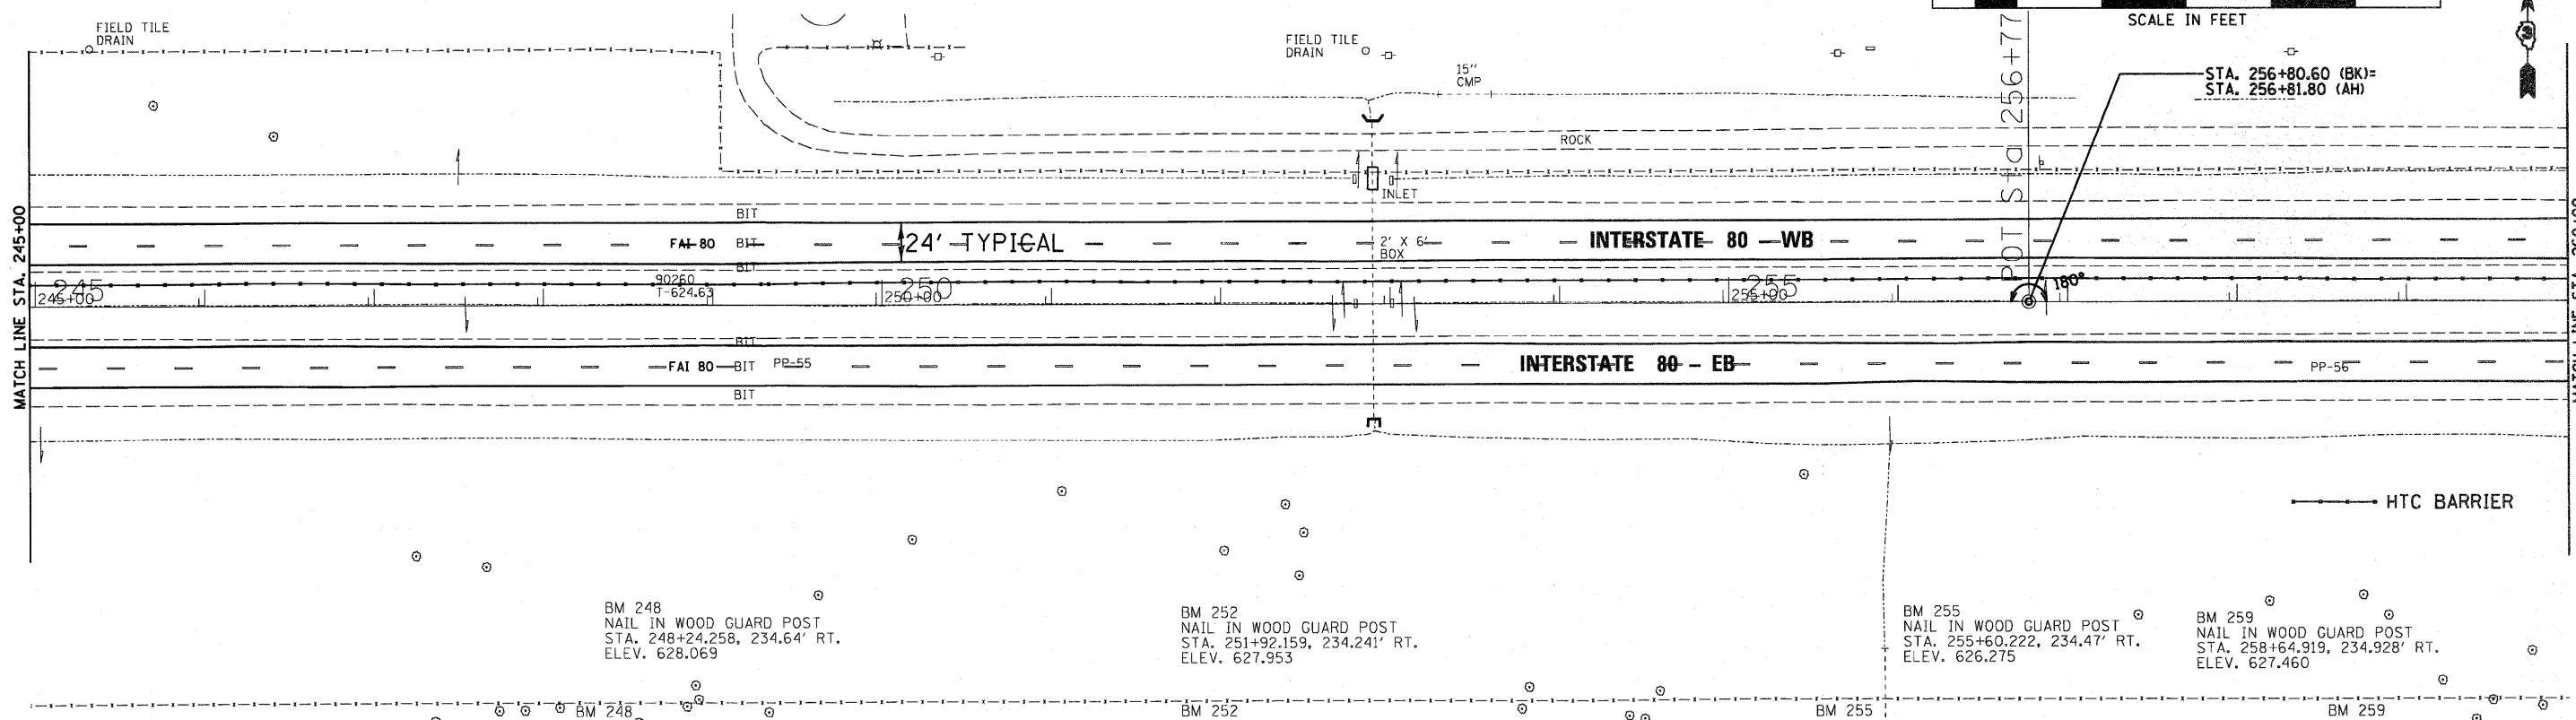 FIELD TILE
DRAIN
FIELD TILE
DRAIN
15"
CMP
SCALE IN FEET
POT Sta 256+77
STA. 256+80.60 (BK)=
STA. 256+81.80 (AH)
ROCK
INLET
MATCH LINE STA. 245+00
BIT
FAI 80
BIT
24' TYPICAL
2' X 6'
BOX
INTERSTATE 80 - WB
BIT
90260
T-624.63
245
245+00
250
250+00
255
255+00
180°
BIT
FAI 80
BIT
PP-55
INTERSTATE 80 - EB
PP-56
BIT
HTC BARRIER
BM 248
NAIL IN WOOD GUARD POST
STA. 248+24.258, 234.64' RT.
ELEV. 628.069
BM 252
NAIL IN WOOD GUARD POST
STA. 251+92.159, 234.241' RT.
ELEV. 627.953
BM 255
NAIL IN WOOD GUARD POST
STA. 255+60.222, 234.47' RT.
ELEV. 626.275
BM 259
NAIL IN WOOD GUARD POST
STA. 258+64.919, 234.928' RT.
ELEV. 627.460
BM 248
BM 252
BM 255
BM 259